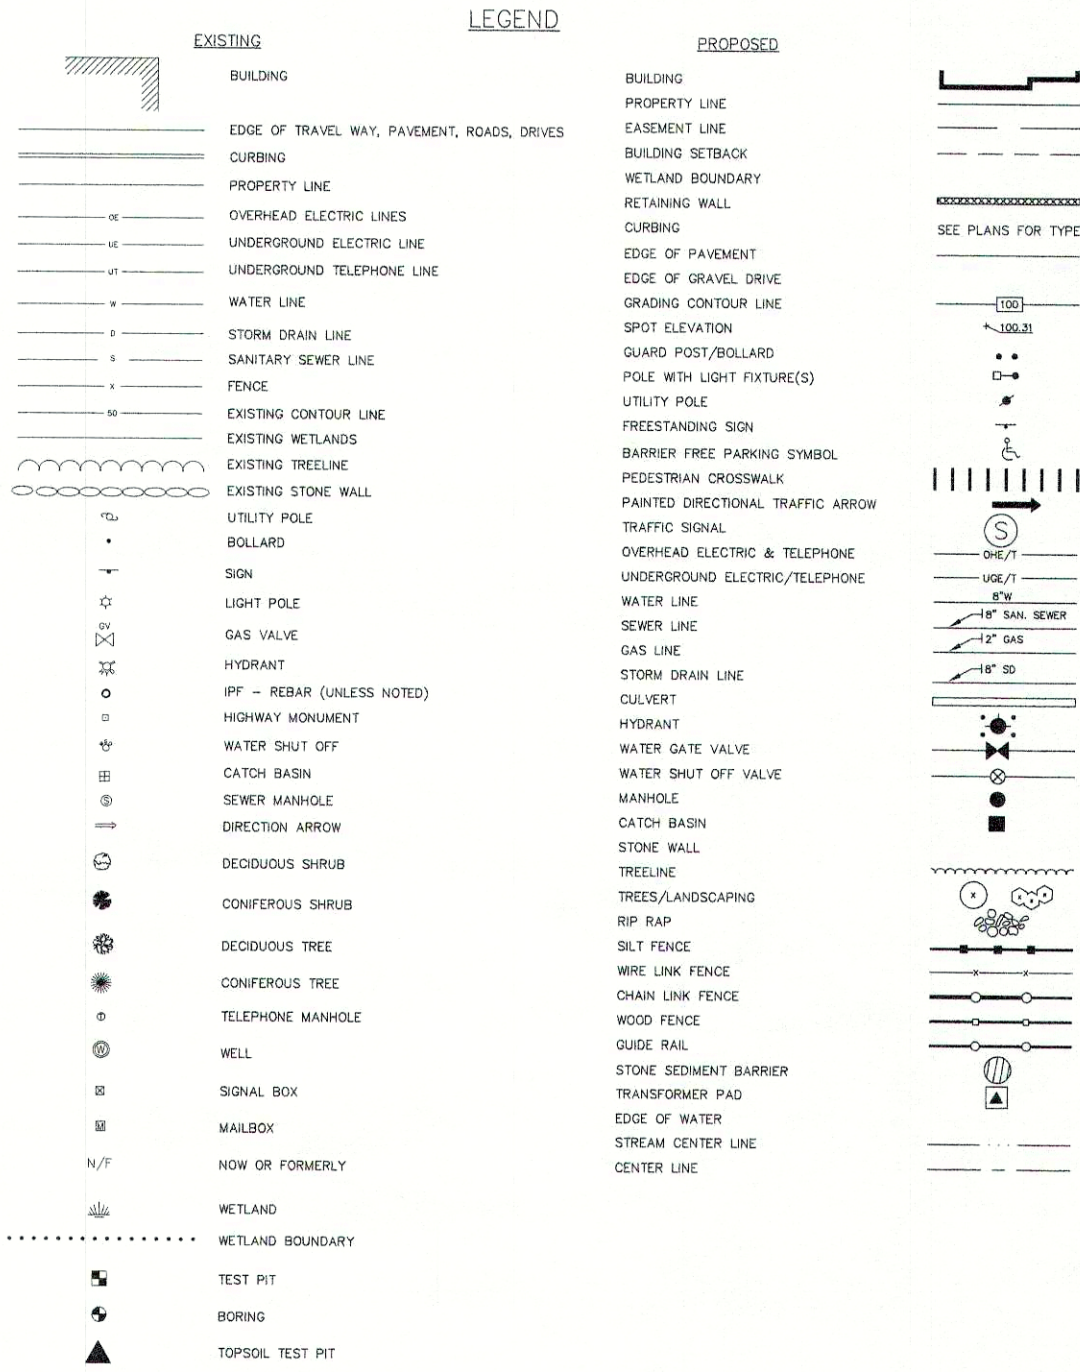 LEGEND
EXISTING
BUILDING
EDGE OF TRAVEL WAY, PAVEMENT, ROADS, DRIVES
CURBING
PROPERTY LINE
OE OVERHEAD ELECTRIC LINES
UE UNDERGROUND ELECTRIC LINE
UT UNDERGROUND TELEPHONE LINE
W WATER LINE
D STORM DRAIN LINE
S SANITARY SEWER LINE
X FENCE
50 EXISTING CONTOUR LINE
EXISTING WETLANDS
EXISTING TREELINE
EXISTING STONE WALL
UTILITY POLE
BOLLARD
SIGN
LIGHT POLE
GV GAS VALVE
HYDRANT
IPF - REBAR (UNLESS NOTED)
HIGHWAY MONUMENT
WATER SHUT OFF
CATCH BASIN
S SEWER MANHOLE
DIRECTION ARROW
DECIDUOUS SHRUB
CONIFEROUS SHRUB
DECIDUOUS TREE
CONIFEROUS TREE
TELEPHONE MANHOLE
W WELL
SIGNAL BOX
M MAILBOX
N/F NOW OR FORMERLY
WETLAND
WETLAND BOUNDARY
TEST PIT
BORING
TOPSOIL TEST PIT
PROPOSED
BUILDING
PROPERTY LINE
EASEMENT LINE
BUILDING SETBACK
WETLAND BOUNDARY
RETAINING WALL
CURBING SEE PLANS FOR TYPE
EDGE OF PAVEMENT
EDGE OF GRAVEL DRIVE
GRADING CONTOUR LINE 100
SPOT ELEVATION 100.31
GUARD POST/BOLLARD
POLE WITH LIGHT FIXTURE(S)
UTILITY POLE
FREESTANDING SIGN
BARRIER FREE PARKING SYMBOL
PEDESTRIAN CROSSWALK
PAINTED DIRECTIONAL TRAFFIC ARROW
TRAFFIC SIGNAL S
OVERHEAD ELECTRIC & TELEPHONE OHE/T
UNDERGROUND ELECTRIC/TELEPHONE UGE/T
WATER LINE 8"W
SEWER LINE 8" SAN. SEWER
GAS LINE 2" GAS
STORM DRAIN LINE 8" SD
CULVERT
HYDRANT
WATER GATE VALVE
WATER SHUT OFF VALVE
MANHOLE
CATCH BASIN
STONE WALL
TREELINE
TREES/LANDSCAPING
RIP RAP
SILT FENCE
WIRE LINK FENCE
CHAIN LINK FENCE
WOOD FENCE
GUIDE RAIL
STONE SEDIMENT BARRIER
TRANSFORMER PAD
EDGE OF WATER
STREAM CENTER LINE
CENTER LINE